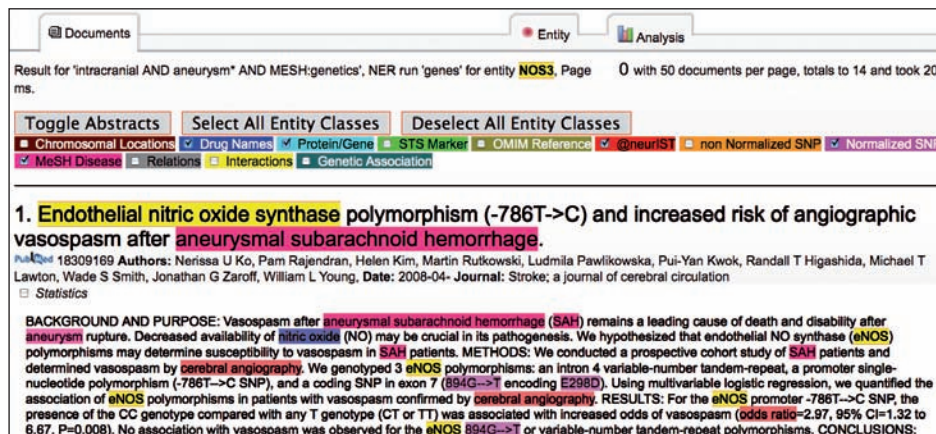 Documents
Entity
Analysis
Result for 'intracranial AND aneurysm* AND MESH:genetics', NER run 'genes' for entity NOS3, Page 0 with 50 documents per page, totals to 14 and took 20
ms.
Toggle Abstracts Select All Entity Classes Deselect All Entity Classes
Chromosomal Locations Drug Names Protein/Gene STS Marker OMIM Reference @neurIST non Normalized SNP Normalized SNP
MeSH Disease Relations Interactions Genetic Association
1. Endothelial nitric oxide synthase polymorphism (-786T->C) and increased risk of angiographic
vasospasm after aneurysmal subarachnoid hemorrhage.
PubMed 18309169 Authors: Nerissa U Ko, Pam Rajendran, Helen Kim, Martin Rutkowski, Ludmila Pawlikowska, Pui-Yan Kwok, Randall T Higashida, Michael T
Lawton, Wade S Smith, Jonathan G Zaroff, William L Young, Date: 2008-04- Journal: Stroke; a journal of cerebral circulation
Statistics
BACKGROUND AND PURPOSE: Vasospasm after aneurysmal subarachnoid hemorrhage (SAH) remains a leading cause of death and disability after
aneurysm rupture. Decreased availability of nitric oxide (NO) may be crucial in its pathogenesis. We hypothesized that endothelial NO synthase (eNOS)
polymorphisms may determine susceptibility to vasospasm in SAH patients. METHODS: We conducted a prospective cohort study of SAH patients and
determined vasospasm by cerebral angiography. We genotyped 3 eNOS polymorphisms: an intron 4 variable-number tandem-repeat, a promoter single-
nucleotide polymorphism (-786T-->C SNP), and a coding SNP in exon 7 (894G-->T encoding E298D). Using multivariable logistic regression, we quantified the
association of eNOS polymorphisms in patients with vasospasm confirmed by cerebral angiography. RESULTS: For the eNOS promoter -786T-->C SNP, the
presence of the CC genotype compared with any T genotype (CT or TT) was associated with increased odds of vasospasm (odds ratio=2.97, 95% CI=1.32 to
6.67, P=0.008). No association with vasospasm was observed for the eNOS 894G-->T or variable-number tandem-repeat polymorphisms. CONCLUSIONS: